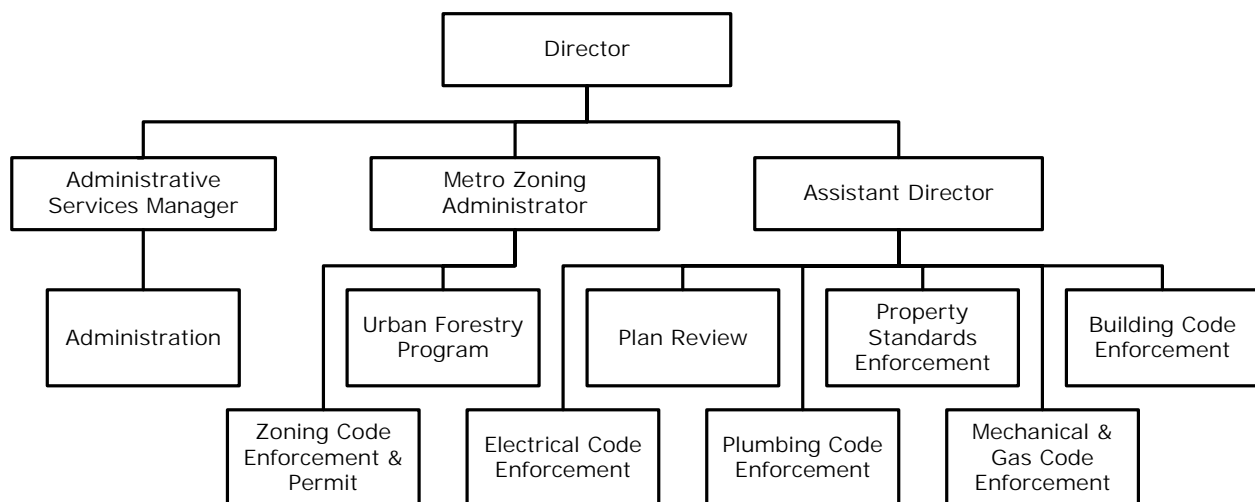 Director
Administrative
Services Manager
Metro Zoning
Administrator
Assistant Director
Administration
Urban Forestry
Program
Plan Review
Property
Standards
Enforcement
Building Code
Enforcement
Zoning Code
Enforcement &
Permit
Electrical Code
Enforcement
Plumbing Code
Enforcement
Mechanical &
Gas Code
Enforcement